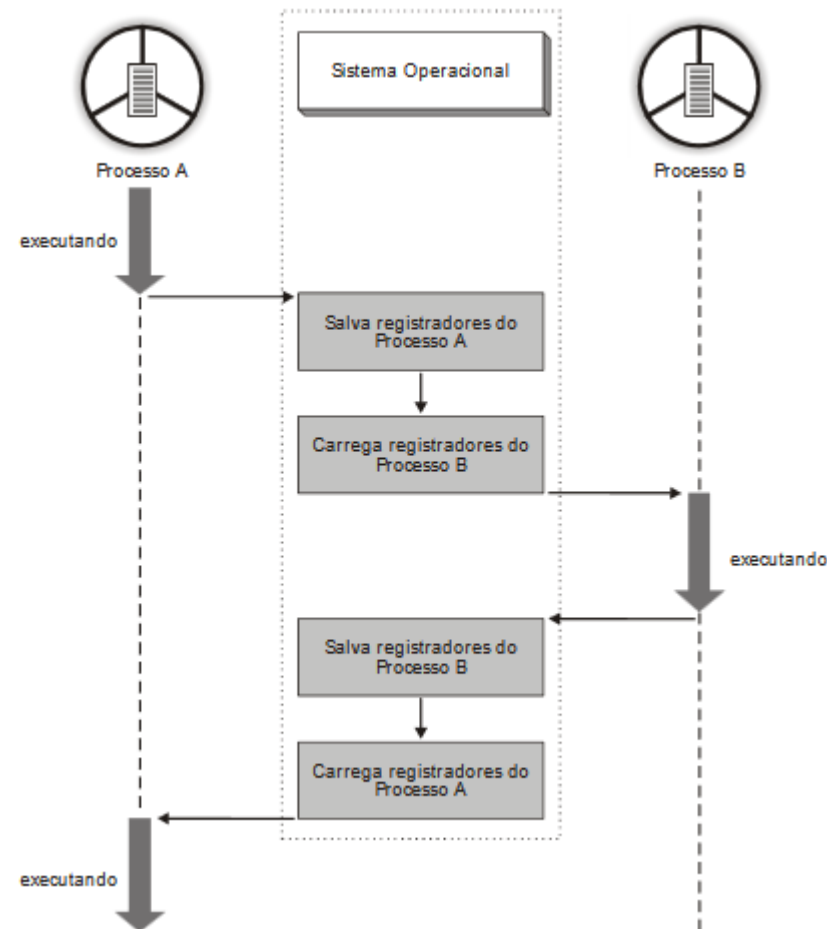 Sistema Operacional
Processo A
Processo B
executando
Salva registradores do
Processo A
Carrega registradores do
Processo B
executando
Salva registradores do
Processo B
Carrega registradores do
Processo A
executando